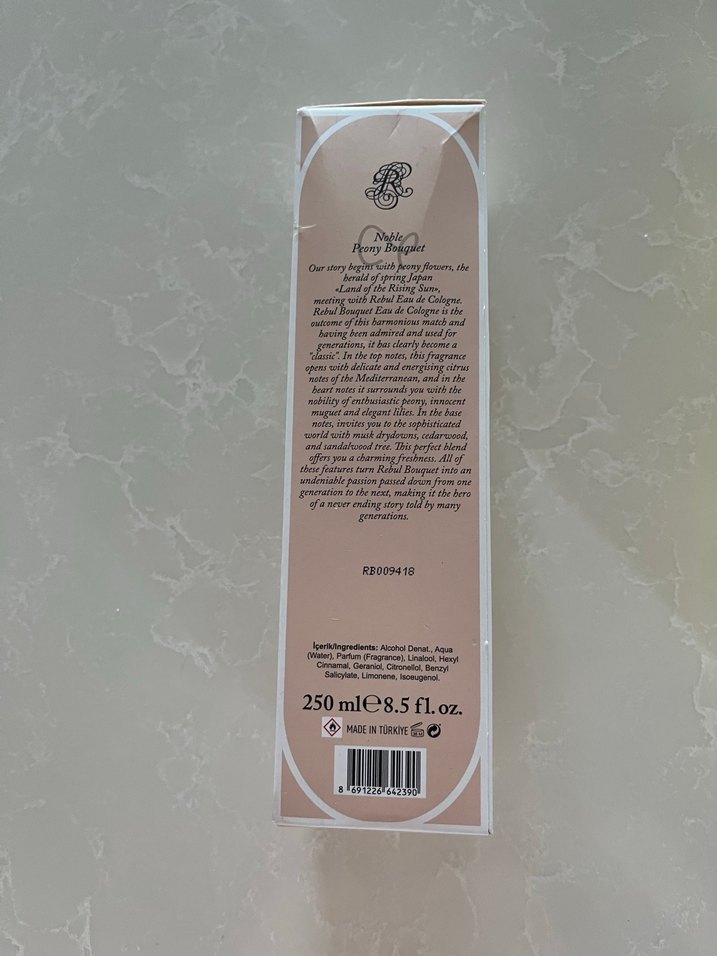 R
Noble
Peony Bouquet
Our story begins with peony flowers, the
herald of spring Japan
«Land of the Rising Sun»,
meeting with Rebul Eau de Cologne.
Rebul Bouquet Eau de Cologne is the
outcome of this harmonious match and
having been admired and used for
generations, it has clearly become a
"classic". In the top notes, this fragrance
opens with delicate and energising citrus
notes of the Mediterranean, and in the
heart notes it surrounds you with the
nobility of enthusiastic peony, innocent
muguet and elegant lilies. In the base
notes, invites you to the sophisticated
world with musk drydowns, cedarwood,
and sandalwood tree. This perfect blend
offers you a charming freshness. All of
these features turn Rebul Bouquet into an
undeniable passion passed down from one
generation to the next, making it the hero
of a never ending story told by many
generations.
RB009418
İçerik/Ingredients: Alcohol Denat., Aqua
(Water), Parfum (Fragrance), Linalool, Hexyl
Cinnamal, Geraniol, Citronellol, Benzyl
Salicylate, Limonene, Isoeugenol.
250 ml℮8.5 fl. oz.
MADE IN TÜRKİYE
8 691226 642390